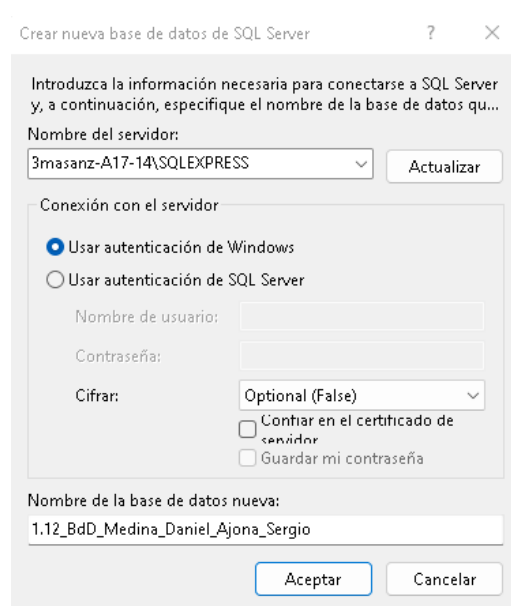 Crear nueva base de datos de SQL Server
Introduzca la información necesaria para conectarse a SQL Server
y, a continuación, especifique el nombre de la base de datos qu...
Nombre del servidor:
3masanz-A17-14\SQLEXPRESS
Actualizar
Conexión con el servidor
Usar autenticación de Windows
Usar autenticación de SQL Server
Nombre de usuario:
Contraseña:
Cifrar:
Optional (False)
Confiar en el certificado de
servidor
Guardar mi contraseña
Nombre de la base de datos nueva:
1.12_BdD_Medina_Daniel_Ajona_Sergio
Aceptar
Cancelar